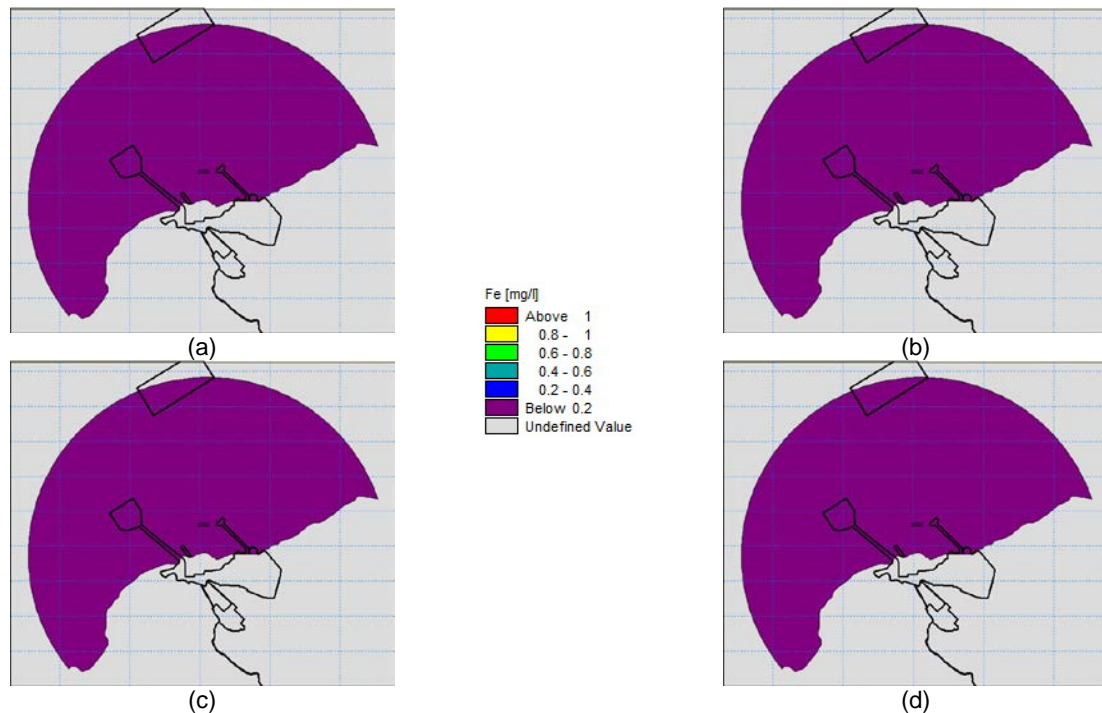 (a)
(b)
Fe [mg/l]
Above 1
0.8 - 1
0.6 - 0.8
0.4 - 0.6
0.2 - 0.4
Below 0.2
Undefined Value
(c)
(d)